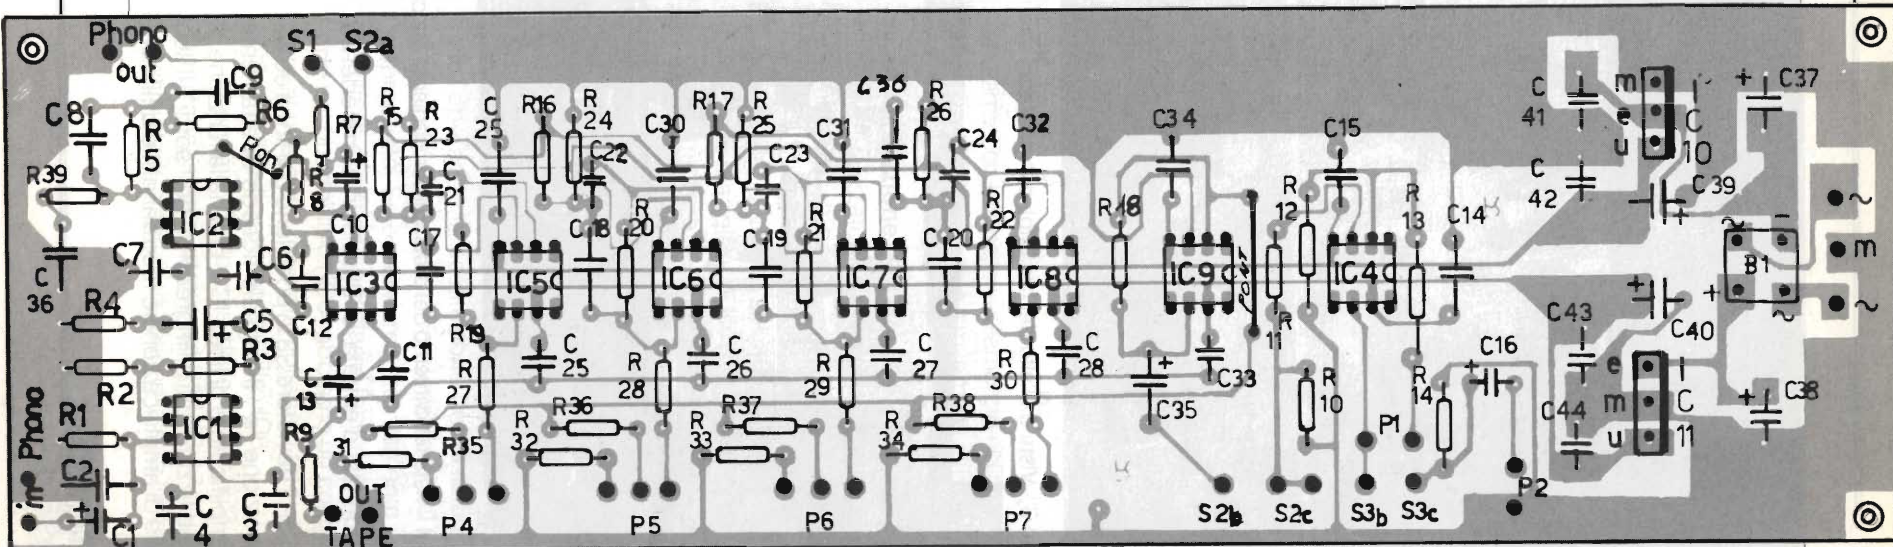 Phono
out
S1
S2a
C9
C8
R6
R
5
R7
R
15
R
23
C
25
R16
R
24
C30
R17
R
25
C31
C36
R
26
C24
C32
C34
C15
C
41
m
e
u
I
C
10
~
+
C37
Pon
R39
R
8
C10
+
C
21
C22
C23
C
42
C39
+
IC2
C7
C6
C12
IC3
C17
IC5
C18
R
20
IC6
C19
R
21
IC7
C20
R
22
IC8
R18
IC9
PONT
R
12
R
11
IC4
R
13
C14
~
-
B1
+
~
~
m
~
C
36
R4
C5
+
R2
R3
C
13
+
C11
R19
R
27
C
25
R
28
C
26
R
29
C
27
R
30
C
28
+
C35
C33
R
10
R
14
C16
+
C43
+
C40
e
m
u
I
C
11
+
C38
C44
R1
IC1
R9
31
R35
R
32
R36
R
33
R37
R
34
R38
P1
in
Phono
C2
+
C1
C
4
C
3
OUT
TAPE
P4
P5
P6
P7
S2b
S2c
S3b
S3c
P2